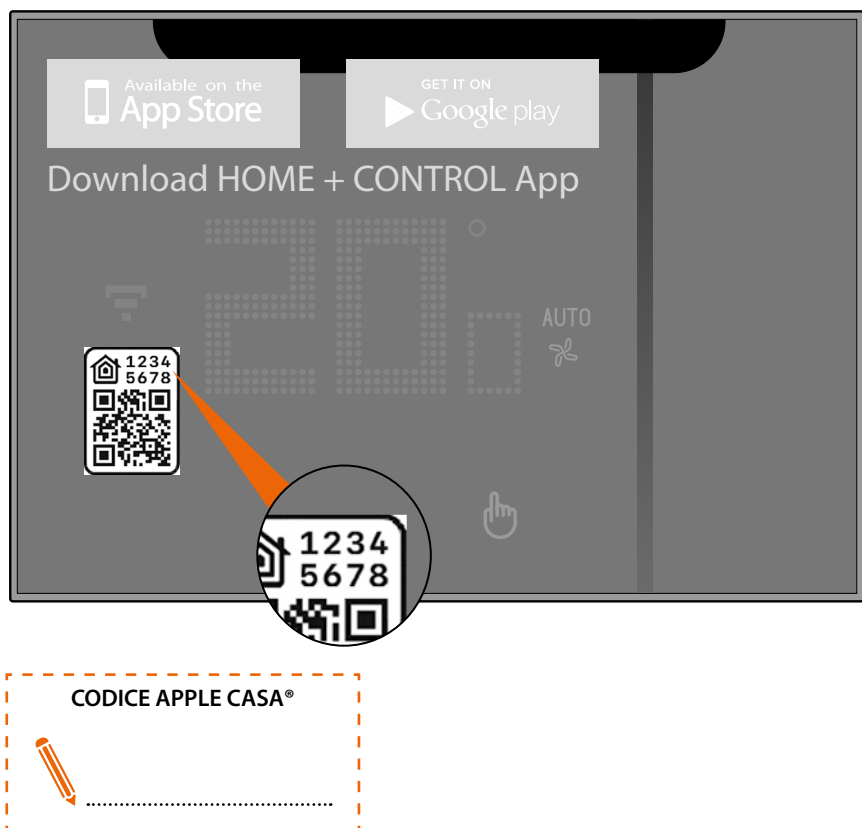 Available on the
App Store
GET IT ON
Google play
Download HOME + CONTROL App
20°
AUTO
1234
5678
1234
5678
CODICE APPLE CASA®